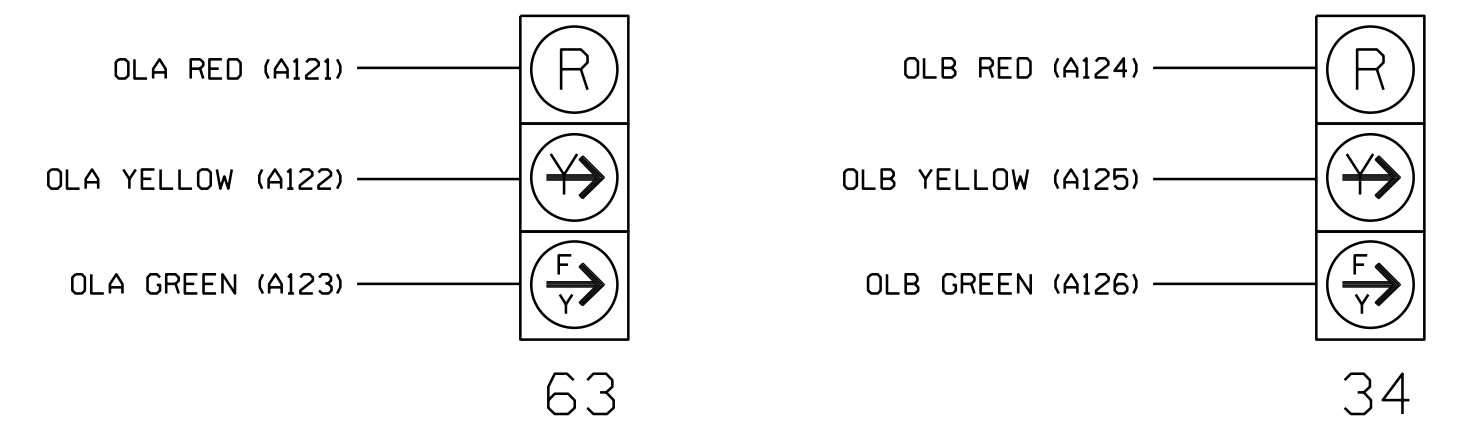 OLA RED (A121)
R
OLA YELLOW (A122)
Y
OLA GREEN (A123)
F
Y
63
OLB RED (A124)
R
OLB YELLOW (A125)
Y
OLB GREEN (A126)
F
Y
34